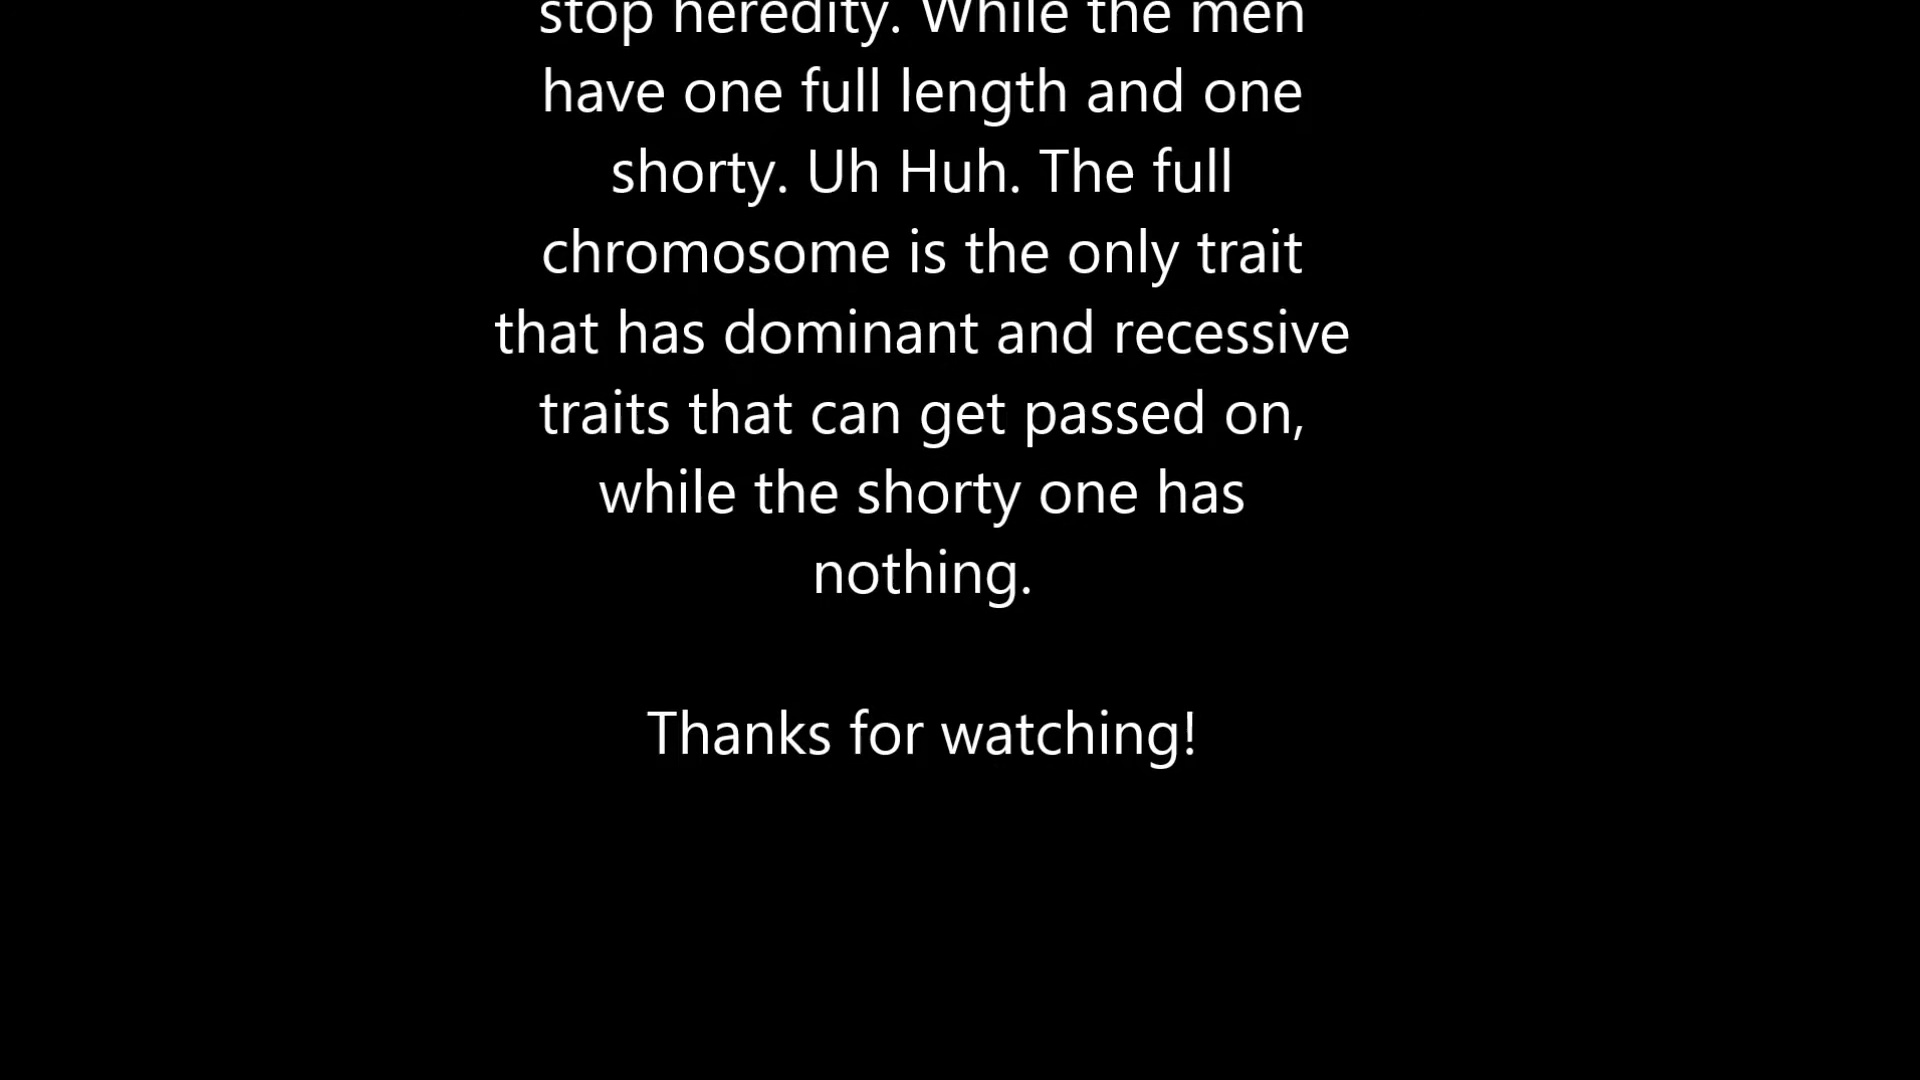 stop heredity. While the men
have one full length and one
shorty. Uh Huh. The full
chromosome is the only trait
that has dominant and recessive
traits that can get passed on,
while the shorty one has
nothing.
Thanks for watching!